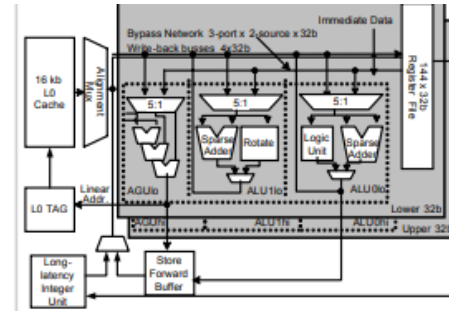 Immediate Data
Bypass Network 3-port x 2-source x 32b
Write-back busses 4x32b
16 kb
L0
Cache
Alignment
Mux
144 x 32b
Register File
5:1
5:1
5:1
Sparse
Adder
Rotate
Logic
Unit
Sparse
Adder
Linear
Addr.
AGUlo
ALU1lo
ALU0lo
L0 TAG
Lower 32b
AGUhi
ALU1hi
ALU0hi
Upper 32b
Long-
latency
Integer
Unit
Store
Forward
Buffer